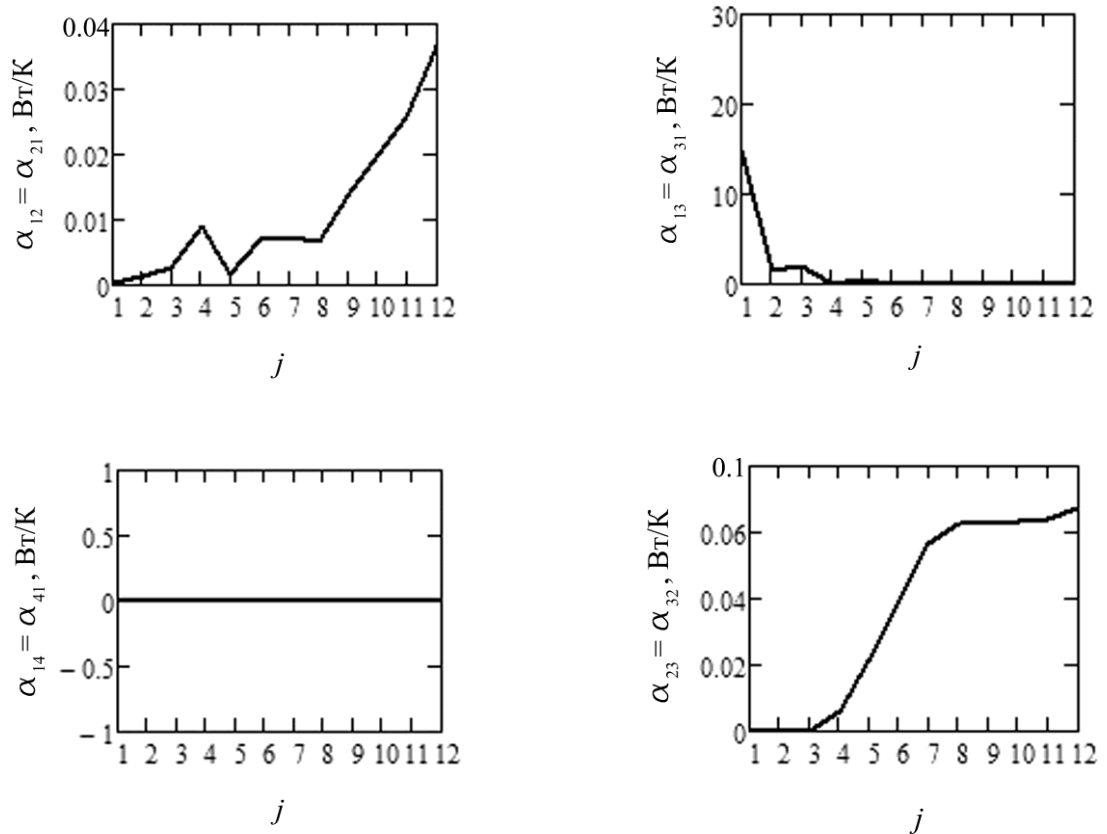 0.04
0.03
0.02
0.01
0
α₁₂ = α₂₁, Вт/К
1 2 3 4 5 6 7 8 9 10 11 12
j
30
20
10
0
α₁₃ = α₃₁, Вт/К
1 2 3 4 5 6 7 8 9 10 11 12
j
1
0.5
0
− 0.5
− 1
α₁₄ = α₄₁, Вт/К
1 2 3 4 5 6 7 8 9 10 11 12
j
0.1
0.08
0.06
0.04
0.02
0
α₂₃ = α₃₂, Вт/К
1 2 3 4 5 6 7 8 9 10 11 12
j